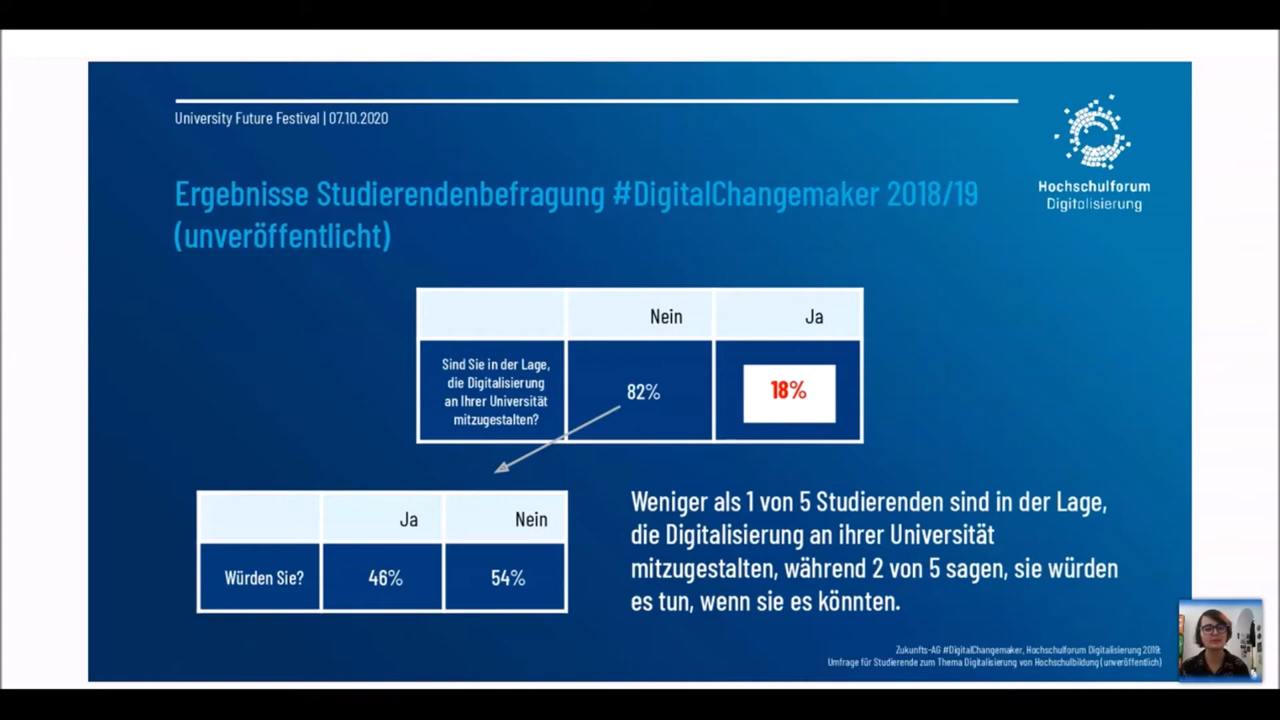 University Future Festival | 07.10.2020
Hochschulforum
Digitalisierung
Ergebnisse Studierendenbefragung #DigitalChangemaker 2018/19
(unveröffentlicht)
Nein
Ja
Sind Sie in der Lage,
die Digitalisierung
an Ihrer Universität
mitzugestalten?
82%
18%
Ja
Nein
Würden Sie?
46%
54%
Weniger als 1 von 5 Studierenden sind in der Lage,
die Digitalisierung an ihrer Universität
mitzugestalten, während 2 von 5 sagen, sie würden
es tun, wenn sie es könnten.
Zukunfts-AG #DigitalChangemaker, Hochschulforum Digitalisierung 2019:
Umfrage für Studierende zum Thema Digitalisierung von Hochschulbildung (unveröffentlich)